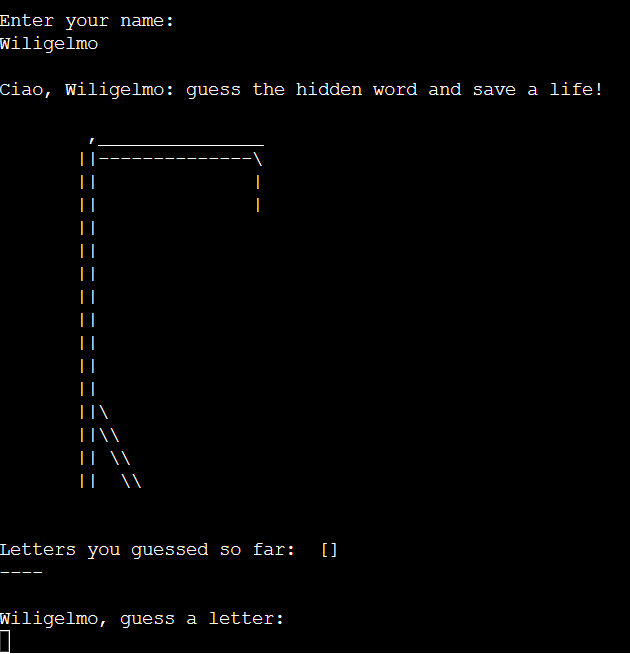 Enter your name:
Wiligelmo
Ciao, Wiligelmo: guess the hidden word and save a life!
Letters you guessed so far:  []
----
Wiligelmo, guess a letter: